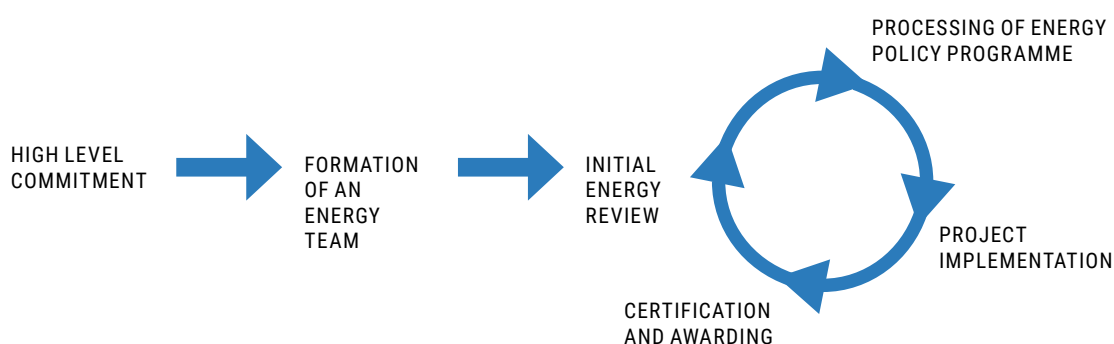 HIGH LEVEL
COMMITMENT
FORMATION
OF AN
ENERGY
TEAM
INITIAL
ENERGY
REVIEW
PROCESSING OF ENERGY
POLICY PROGRAMME
PROJECT
IMPLEMENTATION
CERTIFICATION
AND AWARDING